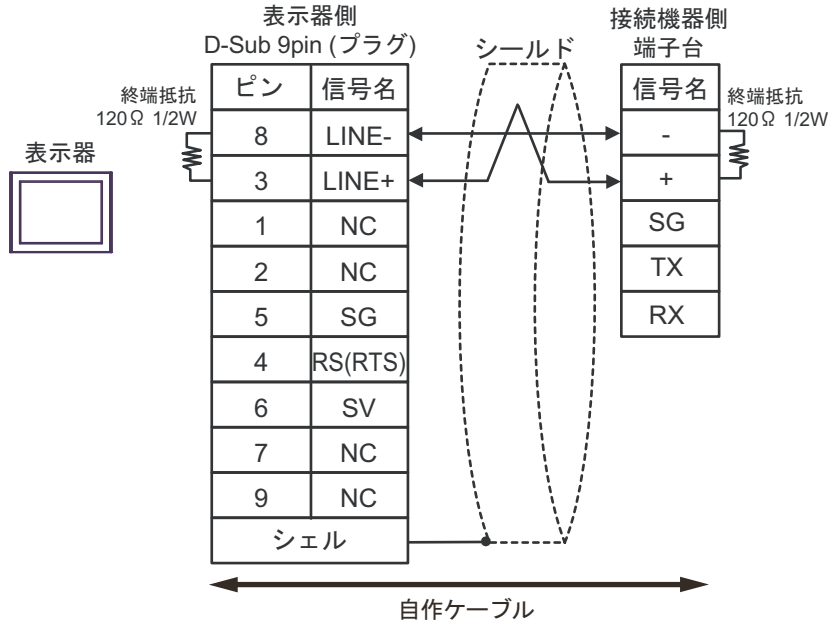 表示器側
D-Sub 9pin (プラグ)
シールド
接続機器側
端子台
終端抵抗
120Ω 1/2W
ピン 信号名
信号名
終端抵抗
120Ω 1/2W
表示器
8 LINE-
-
3 LINE+
+
1 NC
SG
2 NC
TX
5 SG
RX
4 RS(RTS)
6 SV
7 NC
9 NC
シェル
自作ケーブル